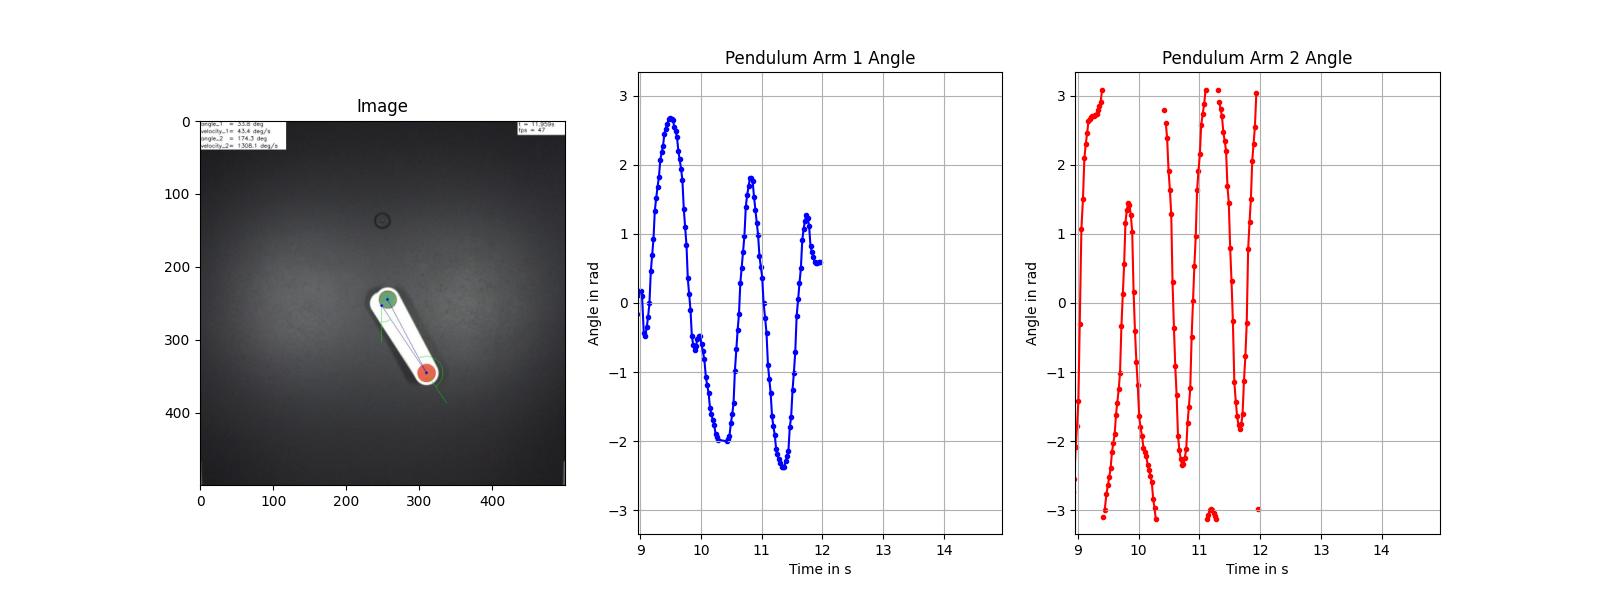 Image
angle_1 = 33.8 deg
velocity_1= 43.4 deg/s
angle_2 = 174.3 deg
velocity_2= 1308.1 deg/s
t = 11.959s
fps = 47
0
100
200
300
400
0 100 200 300 400
Pendulum Arm 1 Angle
Angle in rad
3
2
1
0
−1
−2
−3
9 10 11 12 13 14
Time in s
Pendulum Arm 2 Angle
Angle in rad
3
2
1
0
−1
−2
−3
9 10 11 12 13 14
Time in s